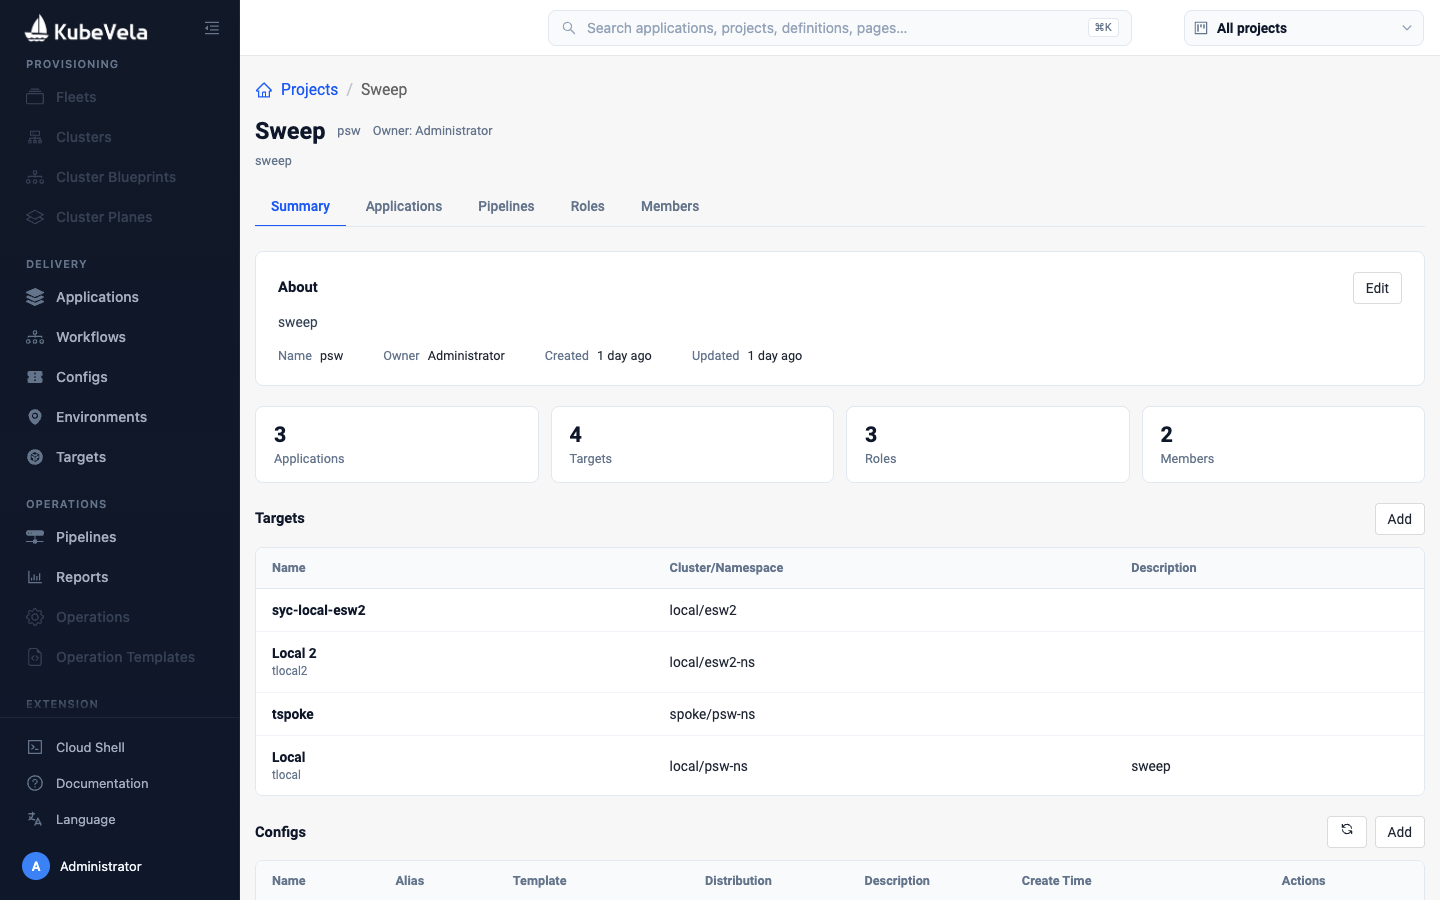 KubeVela
Search applications, projects, definitions, pages...
⌘K
All projects
PROVISIONING
Fleets
Clusters
Cluster Blueprints
Cluster Planes
DELIVERY
Applications
Workflows
Configs
Environments
Targets
OPERATIONS
Pipelines
Reports
Operations
Operation Templates
EXTENSION
Cloud Shell
Documentation
Language
A
Administrator
Projects / Sweep
Sweep psw Owner: Administrator
sweep
Summary Applications Pipelines Roles Members
About
Edit
sweep
Name psw Owner Administrator Created 1 day ago Updated 1 day ago
3
Applications
4
Targets
3
Roles
2
Members
Targets
Add
Name Cluster/Namespace Description
syc-local-esw2 local/esw2
Local 2
tlocal2
local/esw2-ns
tspoke spoke/psw-ns
Local
tlocal
local/psw-ns sweep
Configs
Add
Name Alias Template Distribution Description Create Time Actions